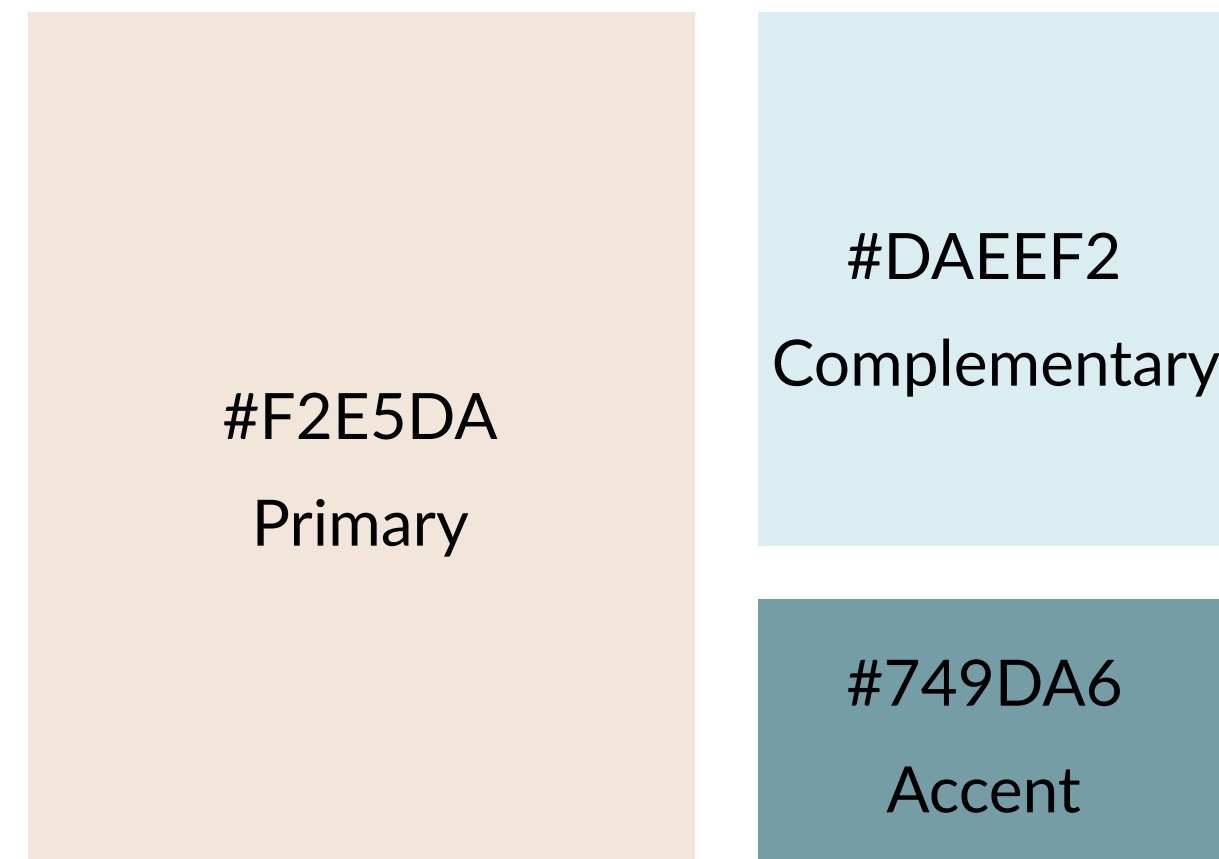 #F2E5DA
Primary
#DAEEF2
Complementary
#749DA6
Accent